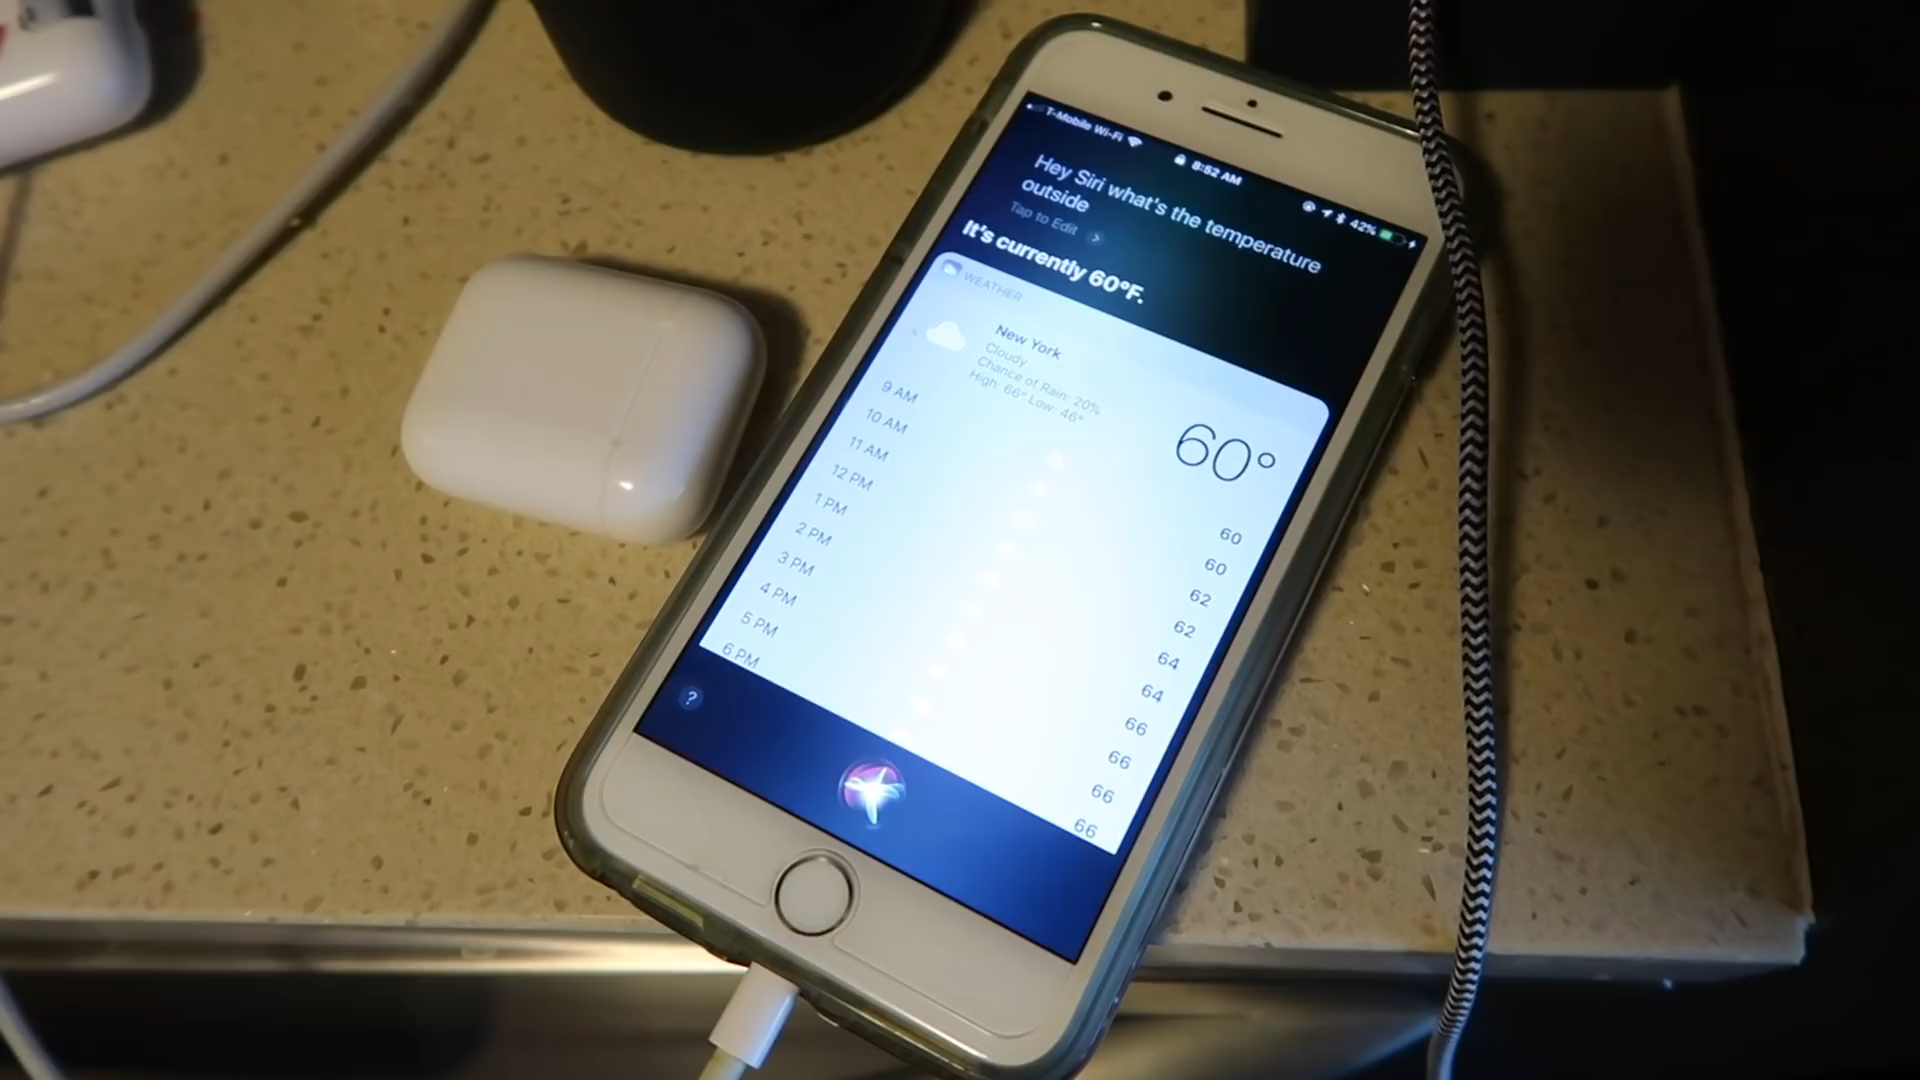 T-Mobile Wi-Fi 8:52 AM 42%
Hey Siri what's the temperature
outside
Tap to Edit
It's currently 60°F.
WEATHER
New York
Cloudy
Chance of Rain: 20%
High: 66° Low: 46°
60°
9 AM 60
10 AM 60
11 AM 62
12 PM 62
1 PM 64
2 PM 64
3 PM 66
4 PM 66
5 PM 66
6 PM 66
?